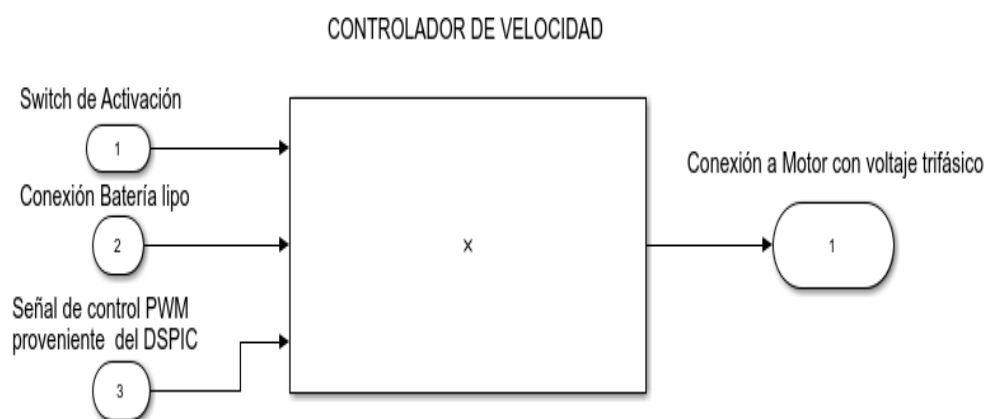 CONTROLADOR DE VELOCIDAD
Switch de Activación
1
Conexión Batería lipo
2
Señal de control PWM
proveniente del DSPIC
3
×
Conexión a Motor con voltaje trifásico
1